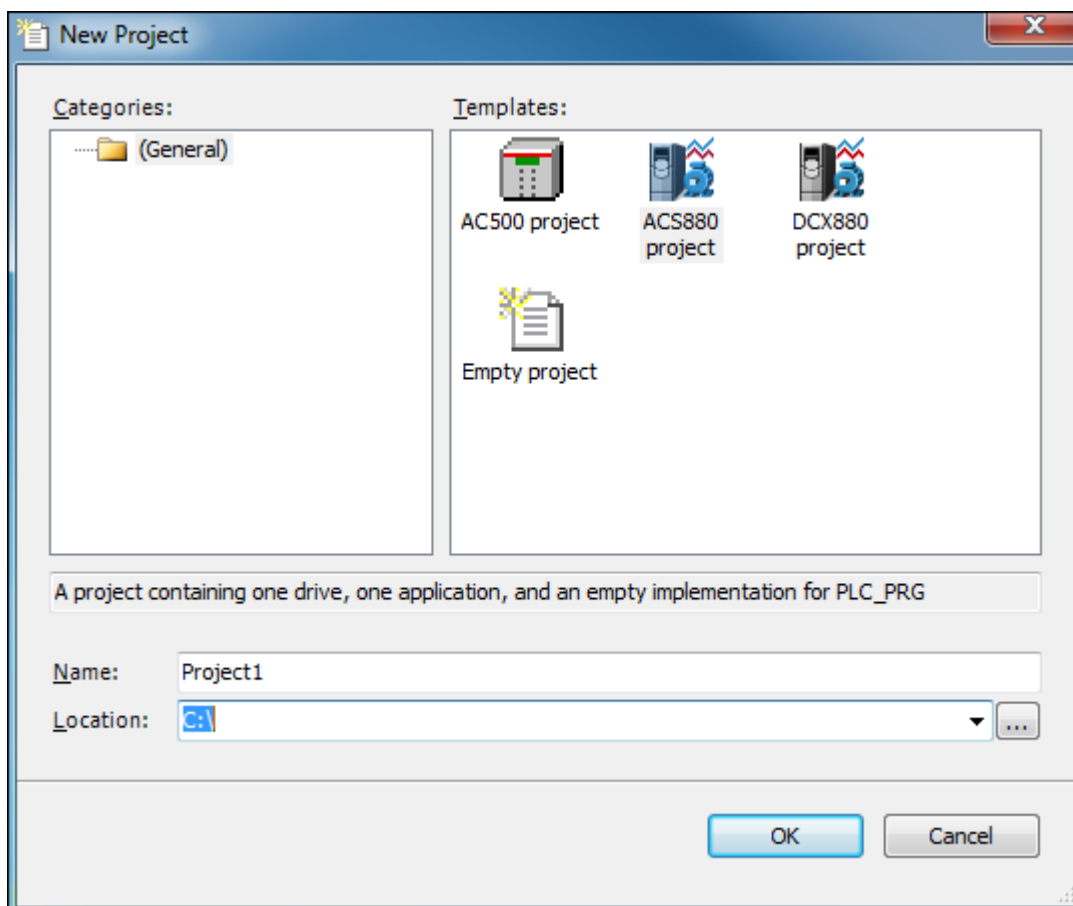 New Project
Categories:
Templates:
(General)
AC500 project
ACS880
project
DCX880
project
Empty project
A project containing one drive, one application, and an empty implementation for PLC_PRG
Name:
Project1
Location:
C:\
...
OK
Cancel